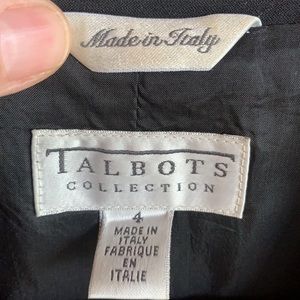 Made in Italy
TALBOTS
COLLECTION
4
MADE IN
ITALY
FABRIQUE
EN
ITALIE